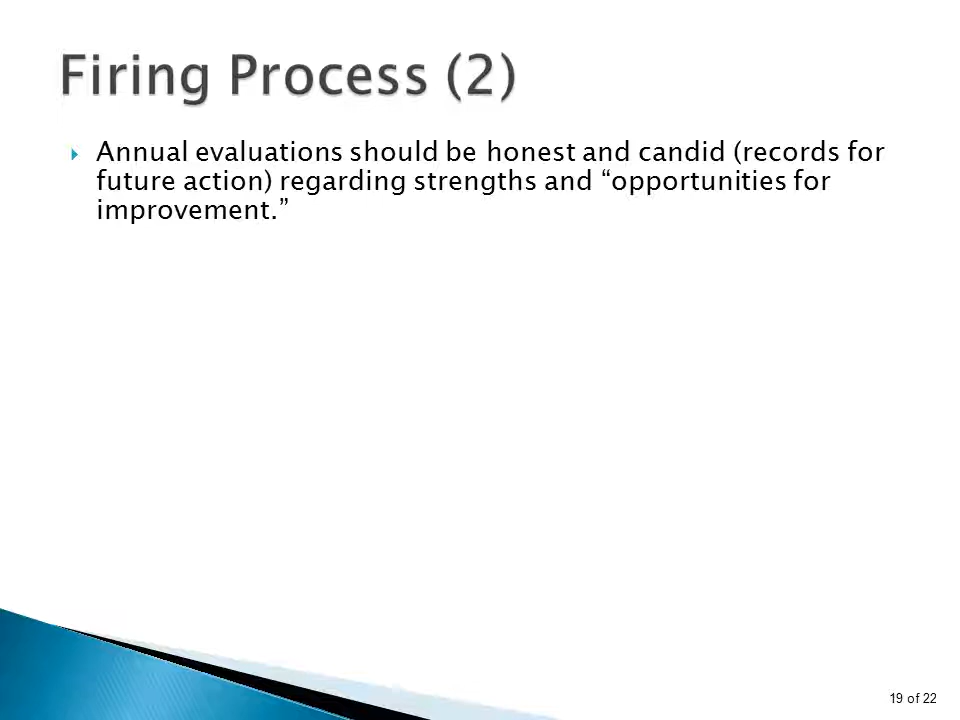 Firing Process (2)
Annual evaluations should be honest and candid (records for
future action) regarding strengths and “opportunities for
improvement.”
19 of 22